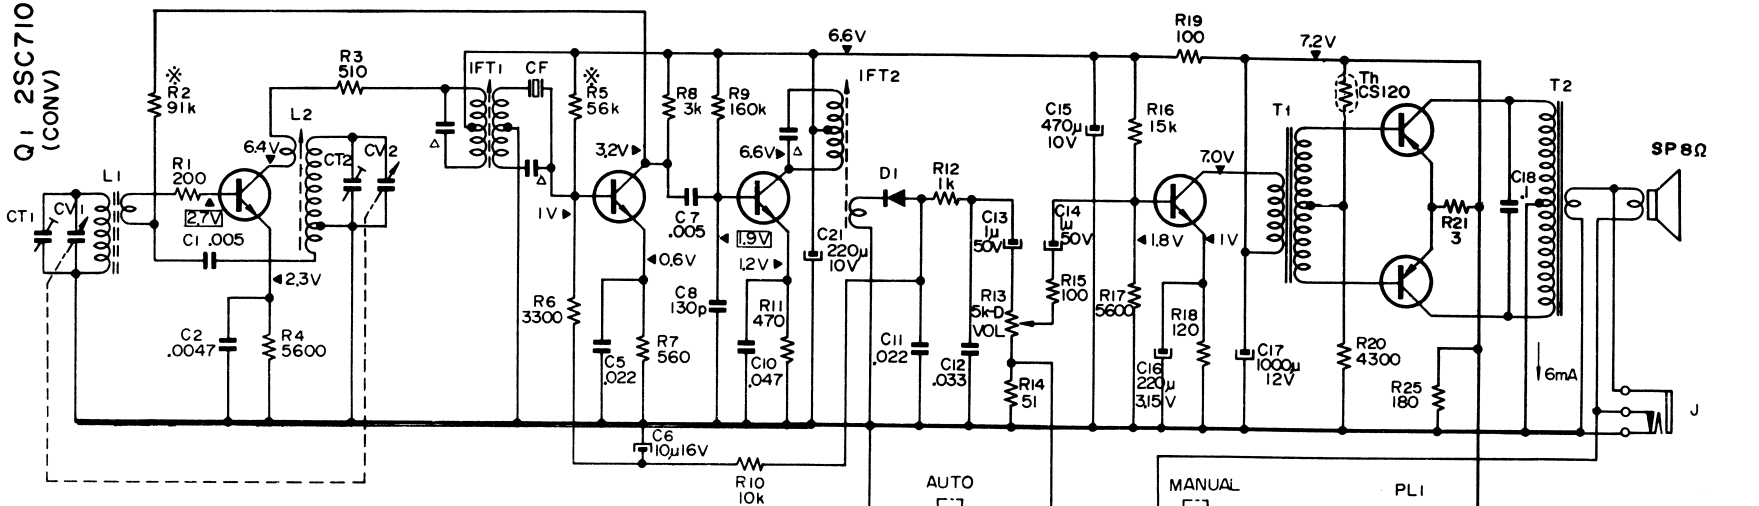 Q1 2SC710
(CONV)
※
R2
91k
R3
510
L2
6.4V
R1
200
2.7V
C1 .005
L1
CT1
CV1
CT2
CV2
2.3V
C2
.0047
R4
5600
IFT1
CF
△
△
※
R5
56k
R8
3k
R9
160k
3.2V
6.6V
△
1V
C7
.005
1.9V
0.6V
1.2V
R6
3300
C8
130p
R11
470
C5
.022
R7
560
C10
.047
C6
10μ16V
R10
10k
C21
220μ
10V
6.6V
IFT2
D1
R12
1k
C13
1μ
50V
C14
1μ
50V
R13
5k-D
VOL
R15
100
C11
.022
C12
.033
R14
51
C15
470μ
10V
R16
15k
R19
100
7.2V
7.0V
1.8V
1V
R17
5600
R18
120
C16
220μ
3.15V
C17
1000μ
12V
T1
Th
CS120
R20
4300
R21
3
R25
180
C18
.1
T2
SP 8Ω
6mA
J
AUTO
MANUAL
PL1